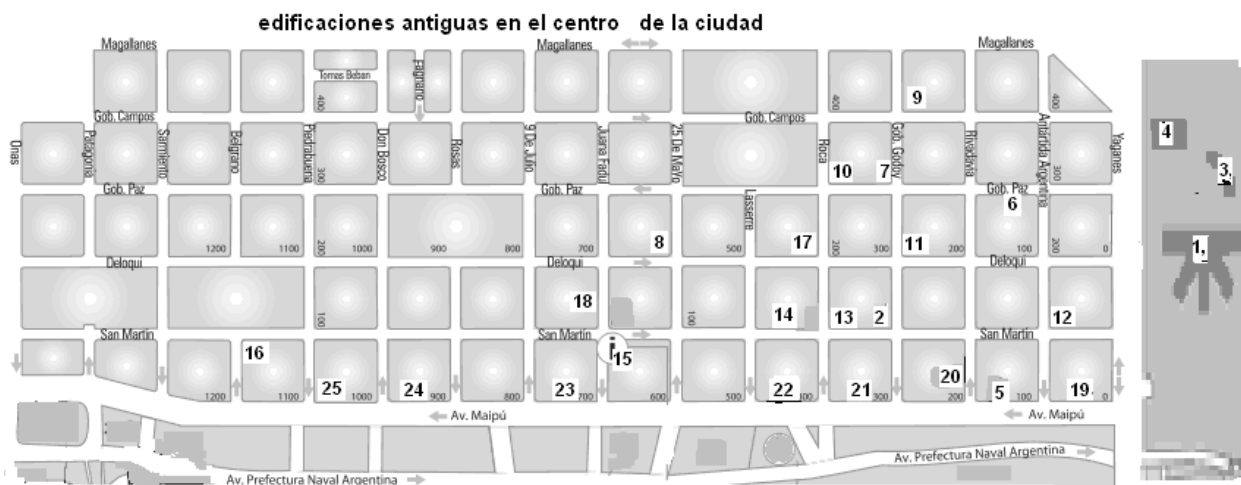 edificaciones antiguas en el centro de la ciudad
Magallanes Magallanes Magallanes
Tomas Beban
Fagnano
400 400 400
9
Gob. Campos Gob. Campos
Onas Patagonia Sarmiento Belgrano Piedrabuena Don Bosco Rosas 9 De Julio Juana Fadul 25 De Mayo Roca Gob. Godoy Rivadavia Antártida Argentina Yaganes
4
3,
300 10 7 300
Gob. Paz Gob. Paz Gob. Paz
Lasserre
6
1200 1100 200 1000 900 800 700 8 500 17 200 300 11 200 100 200 0
1,
Deloqui Deloqui Deloqui
18
100 100 14 13 2 12
San Martín San Martín San Martín
16 i 15
25 24 23 22 21 20 5 19
1200 1000 900 700 600 500 200 100 0
Av. Maipú Av. Maipú
Av. Prefectura Naval Argentina
Av. Prefectura Naval Argentina